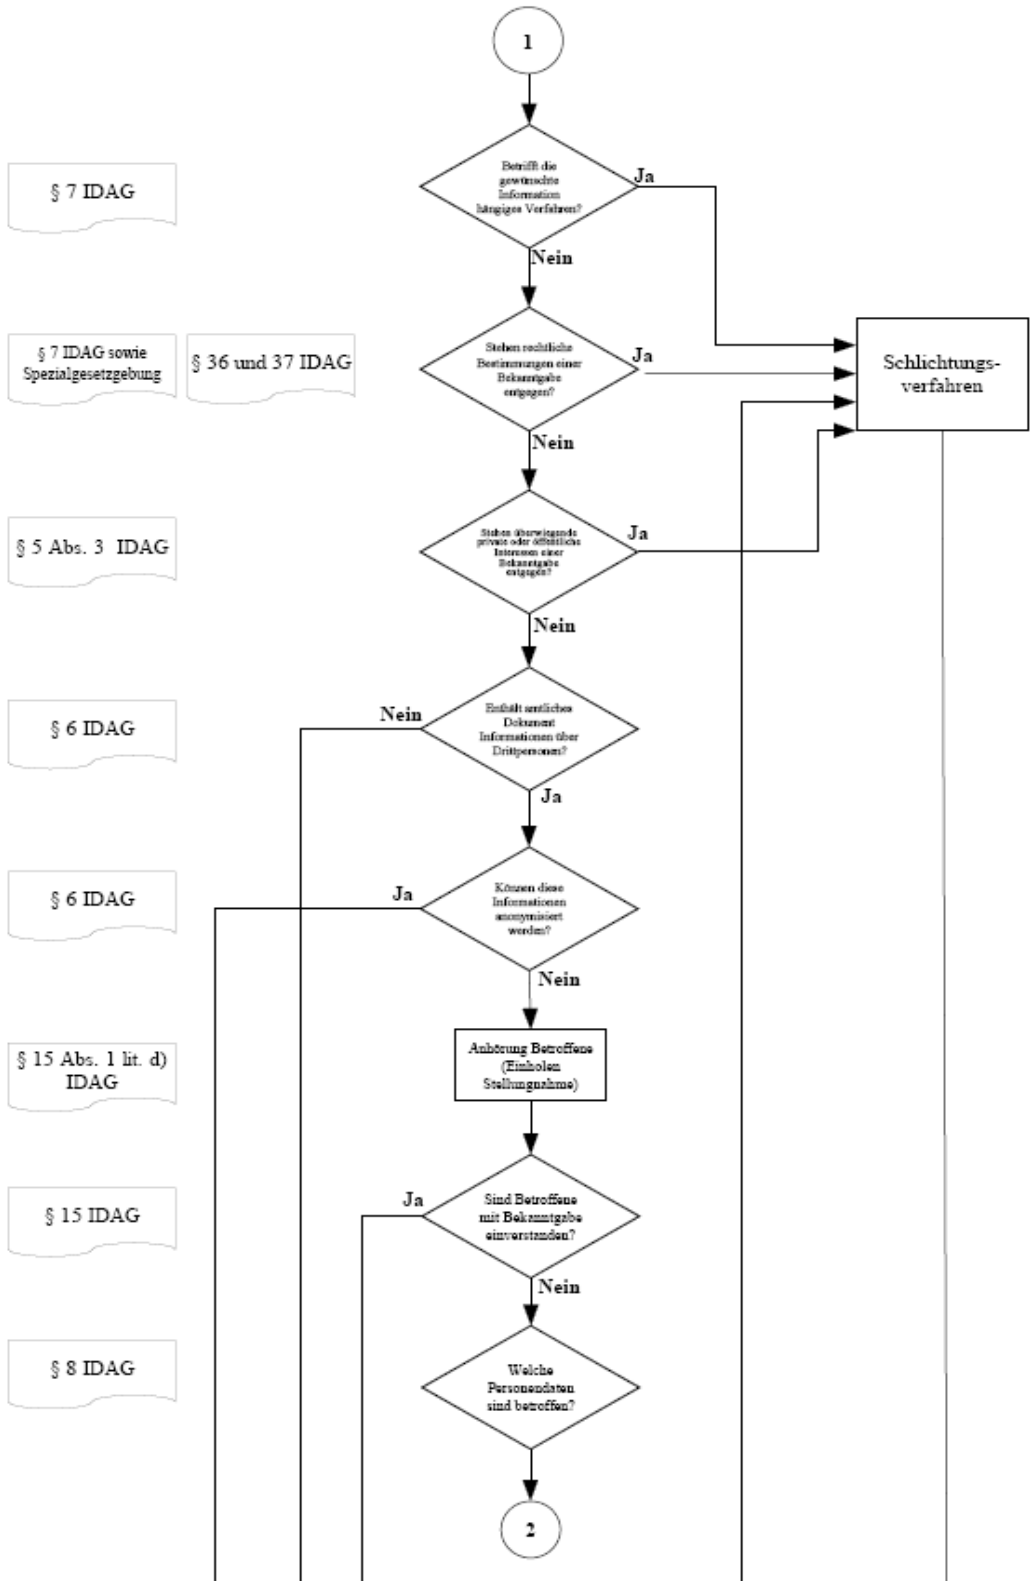 1
§ 7 IDAG
Betrifft die
gewünschte
Information
hängiges Verfahren?
Ja
Nein
§ 7 IDAG sowie
Spezialgesetzgebung
§ 36 und 37 IDAG
Stehen rechtliche
Bestimmungen einer
Bekanntgabe
entgegen?
Ja
Schlichtungs-
verfahren
Nein
§ 5 Abs. 3 IDAG
Stehen überwiegende
private oder öffentliche
Interessen einer
Bekanntgabe
entgegen?
Ja
Nein
§ 6 IDAG
Nein
Enthält amtliches
Dokument
Informationen über
Drittpersonen?
Ja
§ 6 IDAG
Ja
Können diese
Informationen
anonymisiert
werden?
Nein
§ 15 Abs. 1 lit. d)
IDAG
Anhörung Betroffene
(Einholen
Stellungnahme)
§ 15 IDAG
Ja
Sind Betroffene
mit Bekanntgabe
einverstanden?
Nein
§ 8 IDAG
Welche
Personendaten
sind betroffen?
2